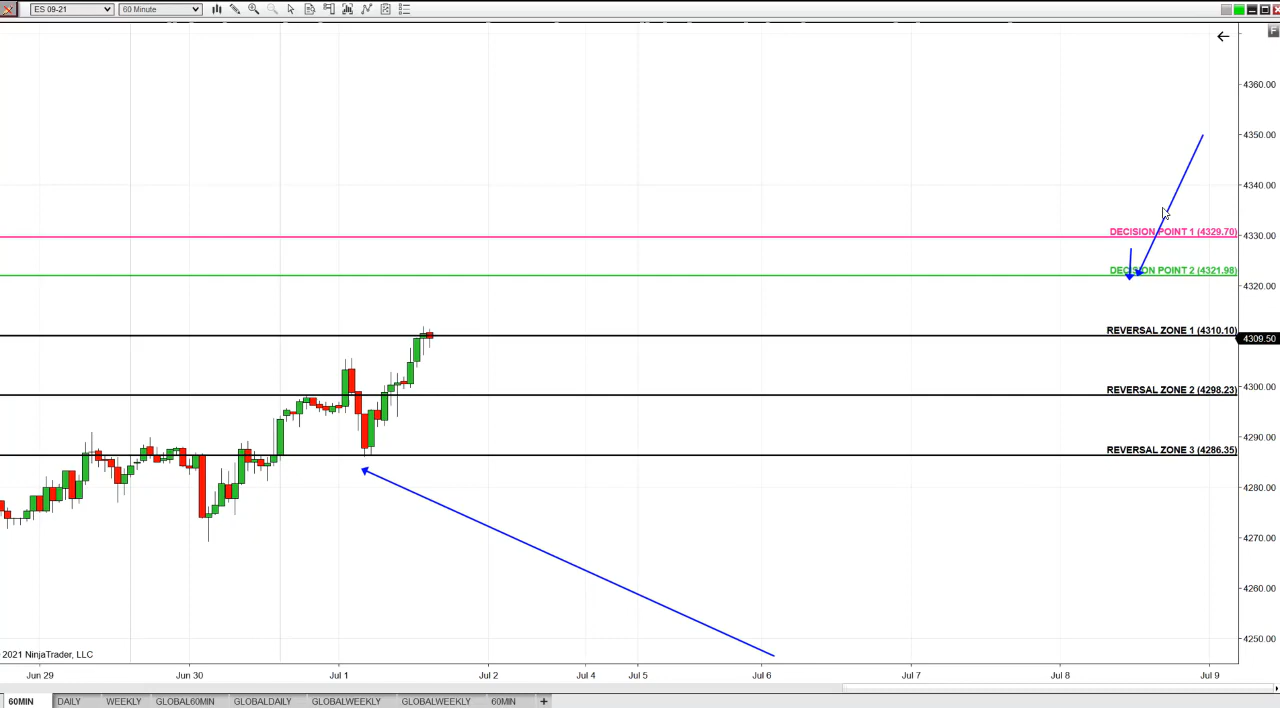 ES 09-21
60 Minute
F
4360.00
4350.00
4340.00
DECISION POINT 1 (4329.70)
4330.00
DECISION POINT 2 (4321.98)
4320.00
REVERSAL ZONE 1 (4310.10)
4309.50
4300.00
REVERSAL ZONE 2 (4298.23)
4290.00
REVERSAL ZONE 3 (4286.35)
4280.00
4270.00
4260.00
4250.00
2021 NinjaTrader, LLC
Jun 29 Jun 30 Jul 1 Jul 2 Jul 4 Jul 5 Jul 6 Jul 7 Jul 8 Jul 9
60MIN DAILY WEEKLY GLOBAL60MIN GLOBALDAILY GLOBALWEEKLY GLOBALWEEKLY 60MIN +